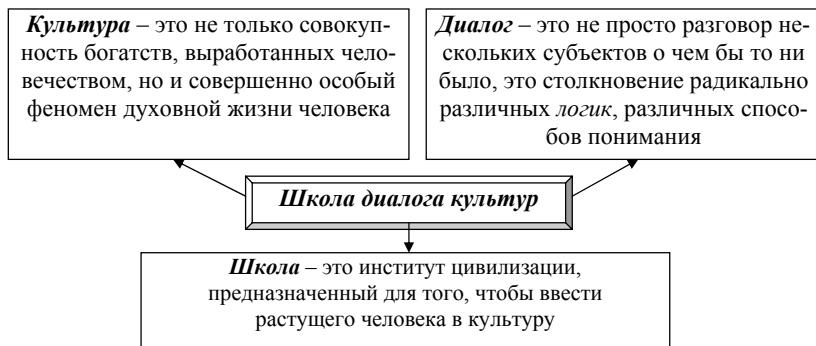 Культура – это не только совокуп-
ность богатств, выработанных чело-
вечеством, но и совершенно особый
феномен духовной жизни человека
Диалог – это не просто разговор не-
скольких субъектов о чем бы то ни
было, это столкновение радикально
различных логик, различных спосо-
бов понимания
Школа диалога культур
Школа – это институт цивилизации,
предназначенный для того, чтобы ввести
растущего человека в культуру